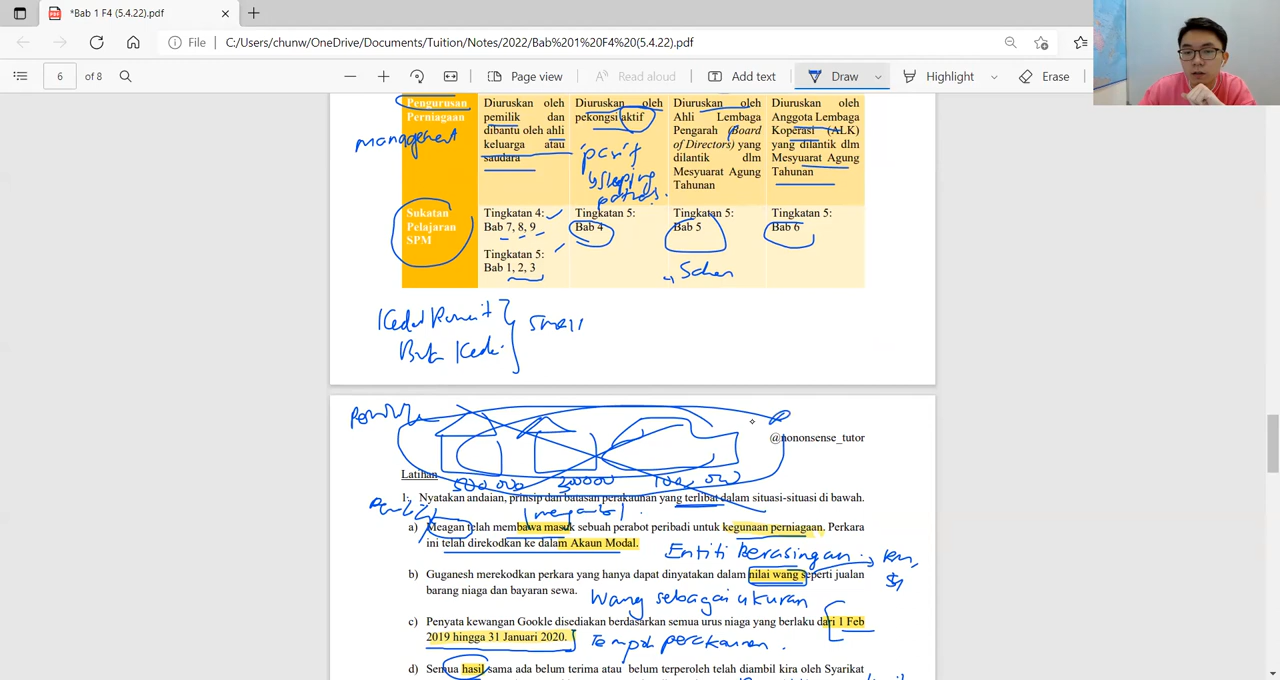 *Bab 1 F4 (5.4.22).pdf
File C:/Users/chunw/OneDrive/Documents/Tuition/Notes/2022/Bab%201%20F4%20(5.4.22).pdf
6 of 8 Page view Read aloud Add text Draw Highlight Erase
Pengurusan Perniagaan
management
Diuruskan oleh
pemilik dan
dibantu oleh ahli
keluarga atau
saudara
Diuruskan oleh
pekongsi aktif
pasif
sleeping
Diuruskan oleh
Ahli Lembaga
Pengarah (Board
of Directors) yang
dilantik dlm
Mesyuarat Agung
Tahunan
Diuruskan oleh
Anggota Lembaga
Koperasi (ALK)
yang dilantik dlm
Mesyuarat Agung
Tahunan
Sukatan
Pelajaran
SPM
Tingkatan 4:
Bab 7, 8, 9
Tingkatan 5:
Bab 1, 2, 3
Tingkatan 5:
Bab 4
Tingkatan 5:
Bab 5
Tingkatan 5:
Bab 6
small
@nononsense_tutor
Latihan
1. Nyatakan andaian, prinsip dan batasan perakaunan yang terlibat dalam situasi-situasi di bawah.
a) Meagan telah membawa masuk sebuah perabot peribadi untuk kegunaan perniagaan. Perkara
ini telah direkodkan ke dalam Akaun Modal.
Entiti berasingan
b) Guganesh merekodkan perkara yang hanya dapat dinyatakan dalam nilai wang seperti jualan
barang niaga dan bayaran sewa.
RM,
$
Wang sebagai ukuran
c) Penyata kewangan Gookle disediakan berdasarkan semua urus niaga yang berlaku dari 1 Feb
2019 hingga 31 Januari 2020.
Tempoh perakaunan.
d) Semua hasil sama ada belum terima atau belum terperoleh telah diambil kira oleh Syarikat